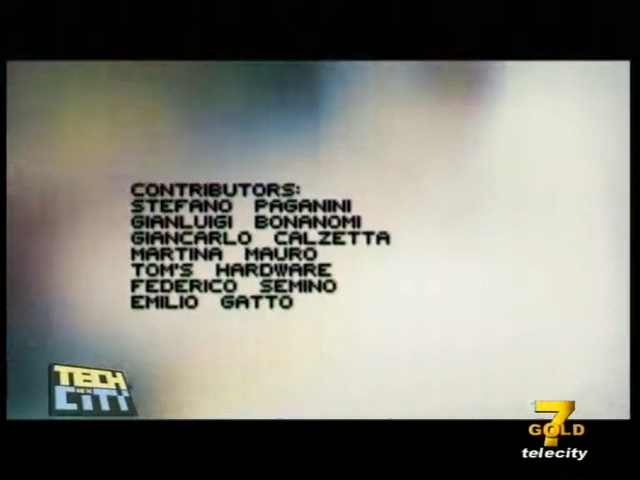 CONTRIBUTORS:
STEFANO PAGANINI
GIANLUIGI BONANOMI
GIANCARLO CALZETTA
MARTINA MAURO
TOM'S HARDWARE
FEDERICO SEMINO
EMILIO GATTO
TECH
CITY
7
GOLD
telecity